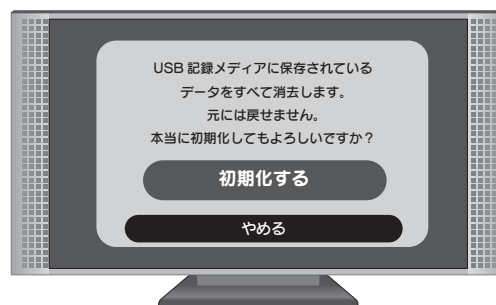 USB 記録メディアに保存されている
データをすべて消去します。
元には戻せません。
本当に初期化してもよろしいですか？
初期化する
やめる